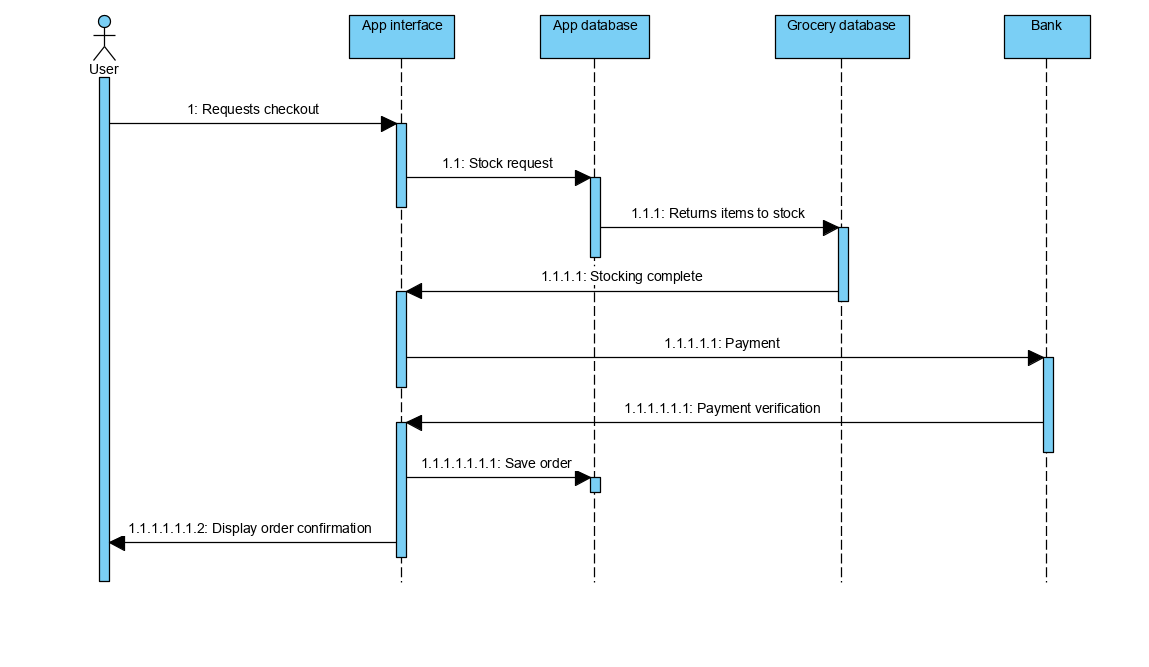 User
App interface
App database
Grocery database
Bank
1: Requests checkout
1.1: Stock request
1.1.1: Returns items to stock
1.1.1.1: Stocking complete
1.1.1.1.1: Payment
1.1.1.1.1.1: Payment verification
1.1.1.1.1.1.1: Save order
1.1.1.1.1.1.2: Display order confirmation